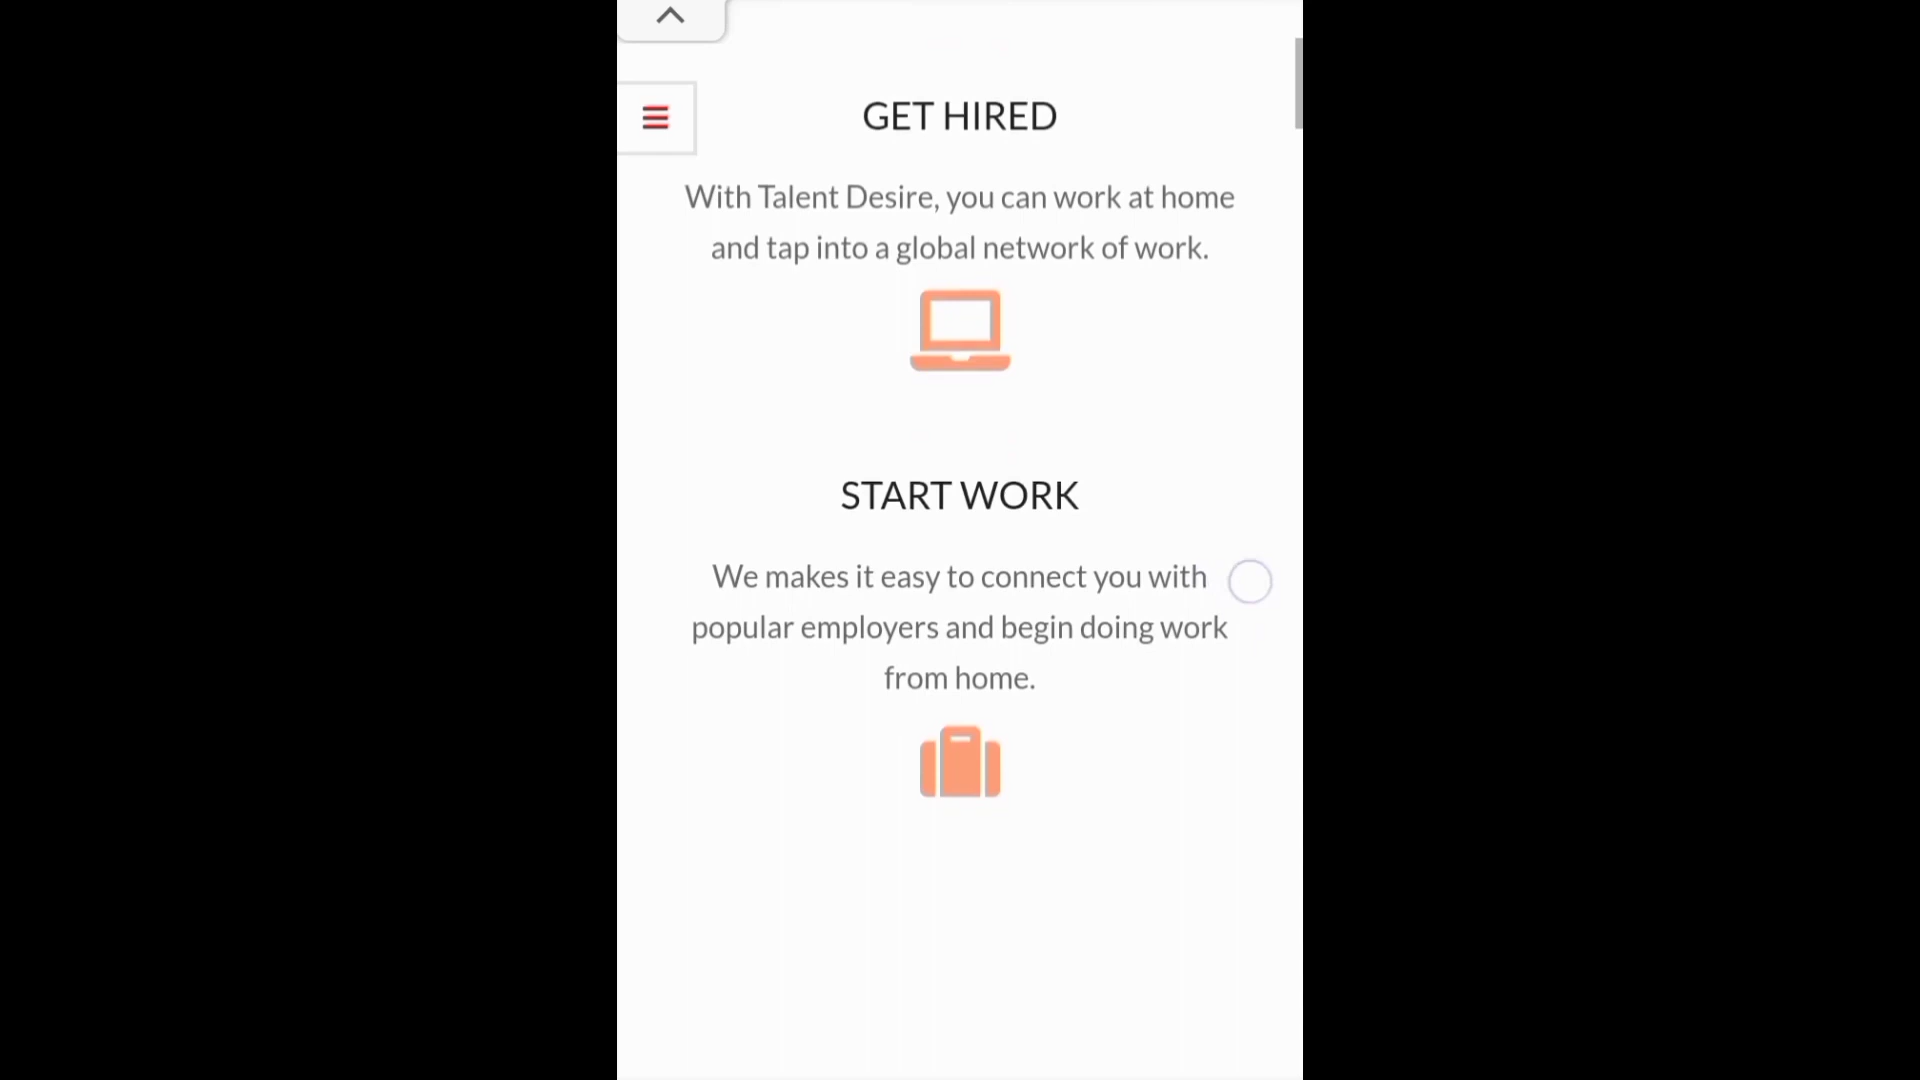 GET HIRED
With Talent Desire, you can work at home
and tap into a global network of work.
START WORK
We makes it easy to connect you with
popular employers and begin doing work
from home.